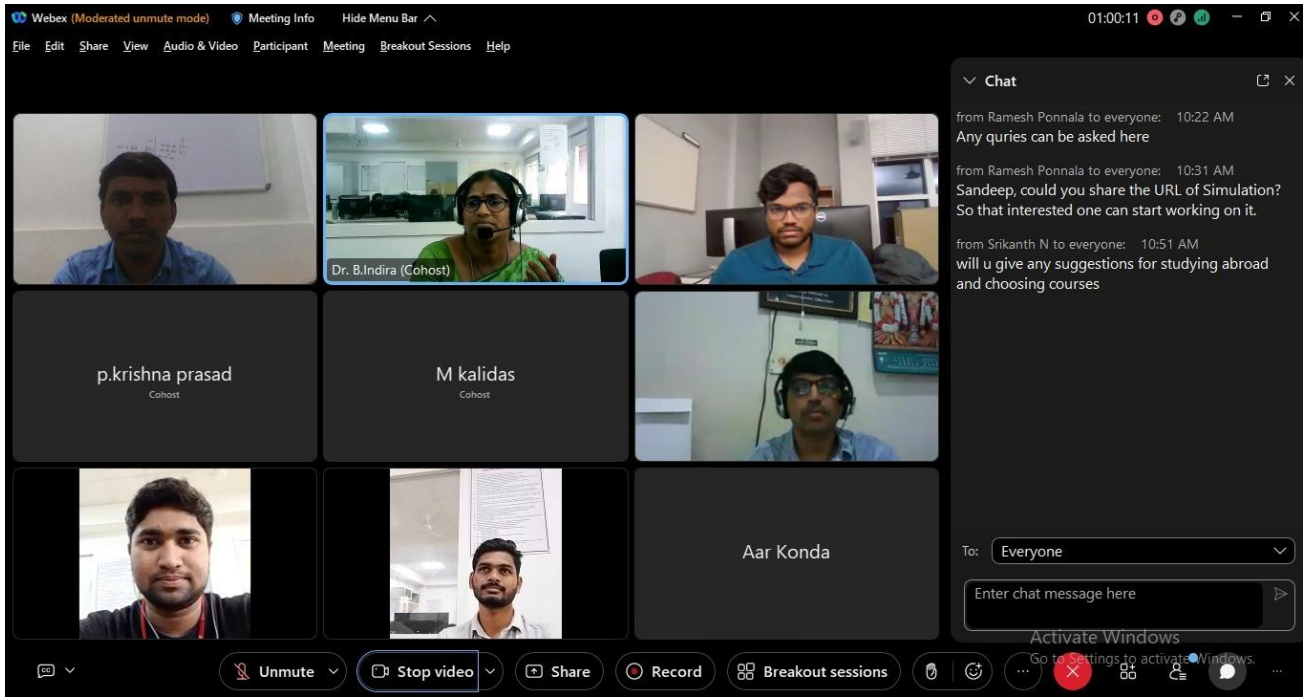 Webex (Moderated unmute mode) Meeting Info Hide Menu Bar
01:00:11
File Edit Share View Audio & Video Participant Meeting Breakout Sessions Help
Dr. B.Indira (Cohost)
p.krishna prasad
Cohost
M kalidas
Cohost
Aar Konda
Chat
from Ramesh Ponnala to everyone: 10:22 AM
Any quries can be asked here
from Ramesh Ponnala to everyone: 10:31 AM
Sandeep, could you share the URL of Simulation?
So that interested one can start working on it.
from Srikanth N to everyone: 10:51 AM
will u give any suggestions for studying abroad
and choosing courses
To: Everyone
Enter chat message here
Activate Windows
Go to Settings to activate Windows.
CC Unmute Stop video Share Record Breakout sessions